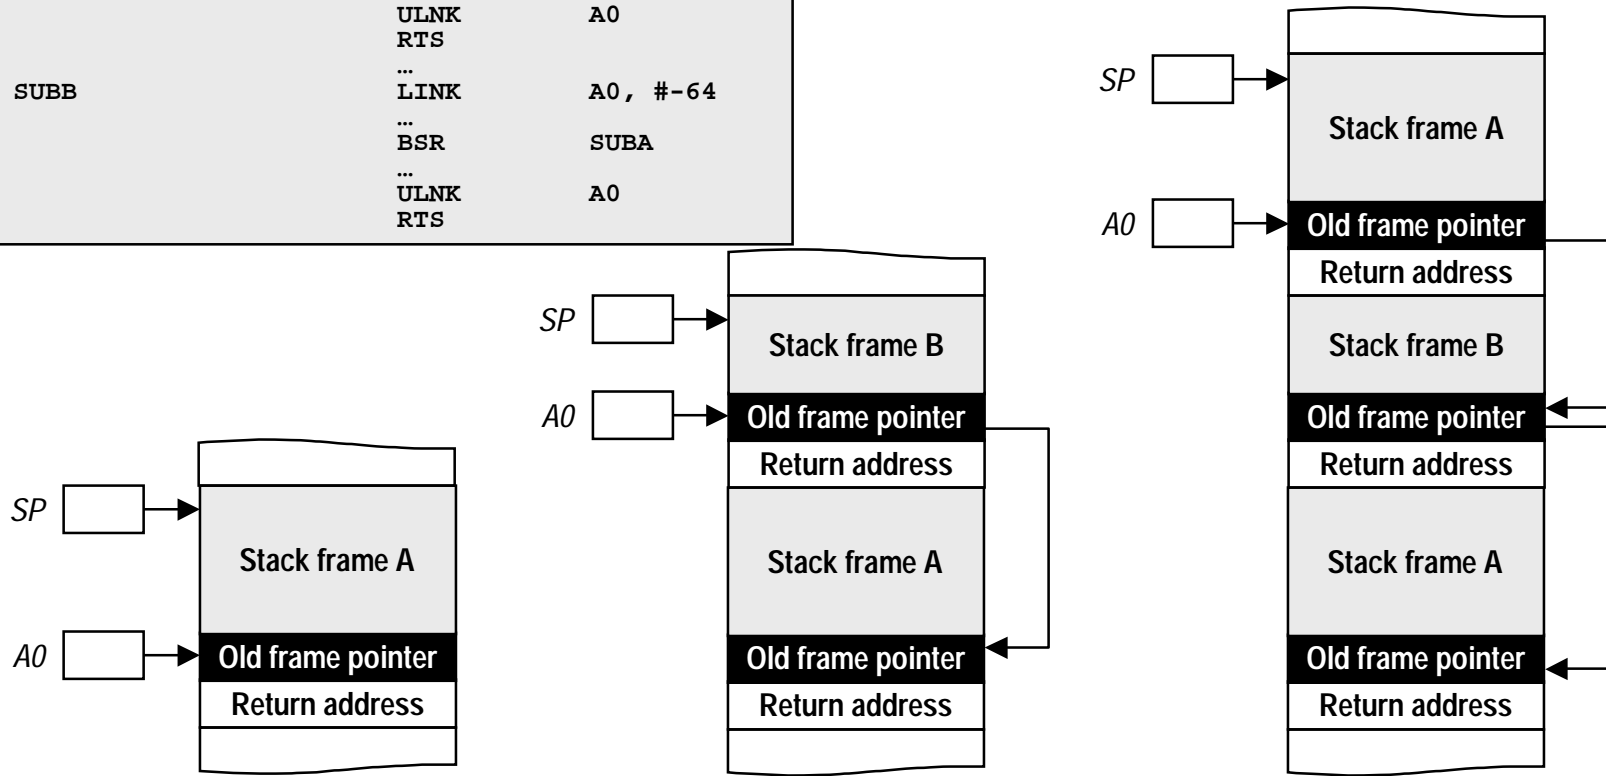 ULNK A0
RTS
…
SUBB LINK A0, #-64
…
BSR SUBA
…
ULNK A0
RTS
SP
Stack frame A
A0
Old frame pointer
Return address
SP
Stack frame B
A0
Old frame pointer
Return address
Stack frame A
Old frame pointer
Return address
SP
Stack frame A
A0
Old frame pointer
Return address
Stack frame B
Old frame pointer
Return address
Stack frame A
Old frame pointer
Return address